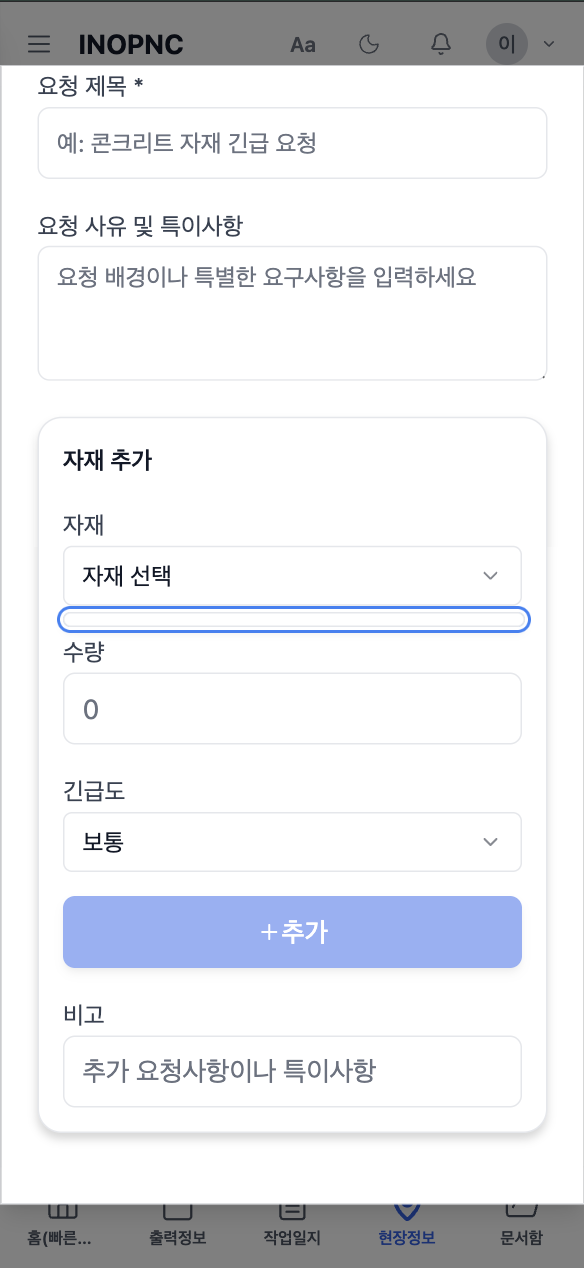 INOPNC
Aa
이
요청 제목 *
예: 콘크리트 자재 긴급 요청
요청 사유 및 특이사항
요청 배경이나 특별한 요구사항을 입력하세요
자재 추가
자재
자재 선택
수량
0
긴급도
보통
+ 추가
비고
추가 요청사항이나 특이사항
홈(빠른...
출력정보
작업일지
현장정보
문서함